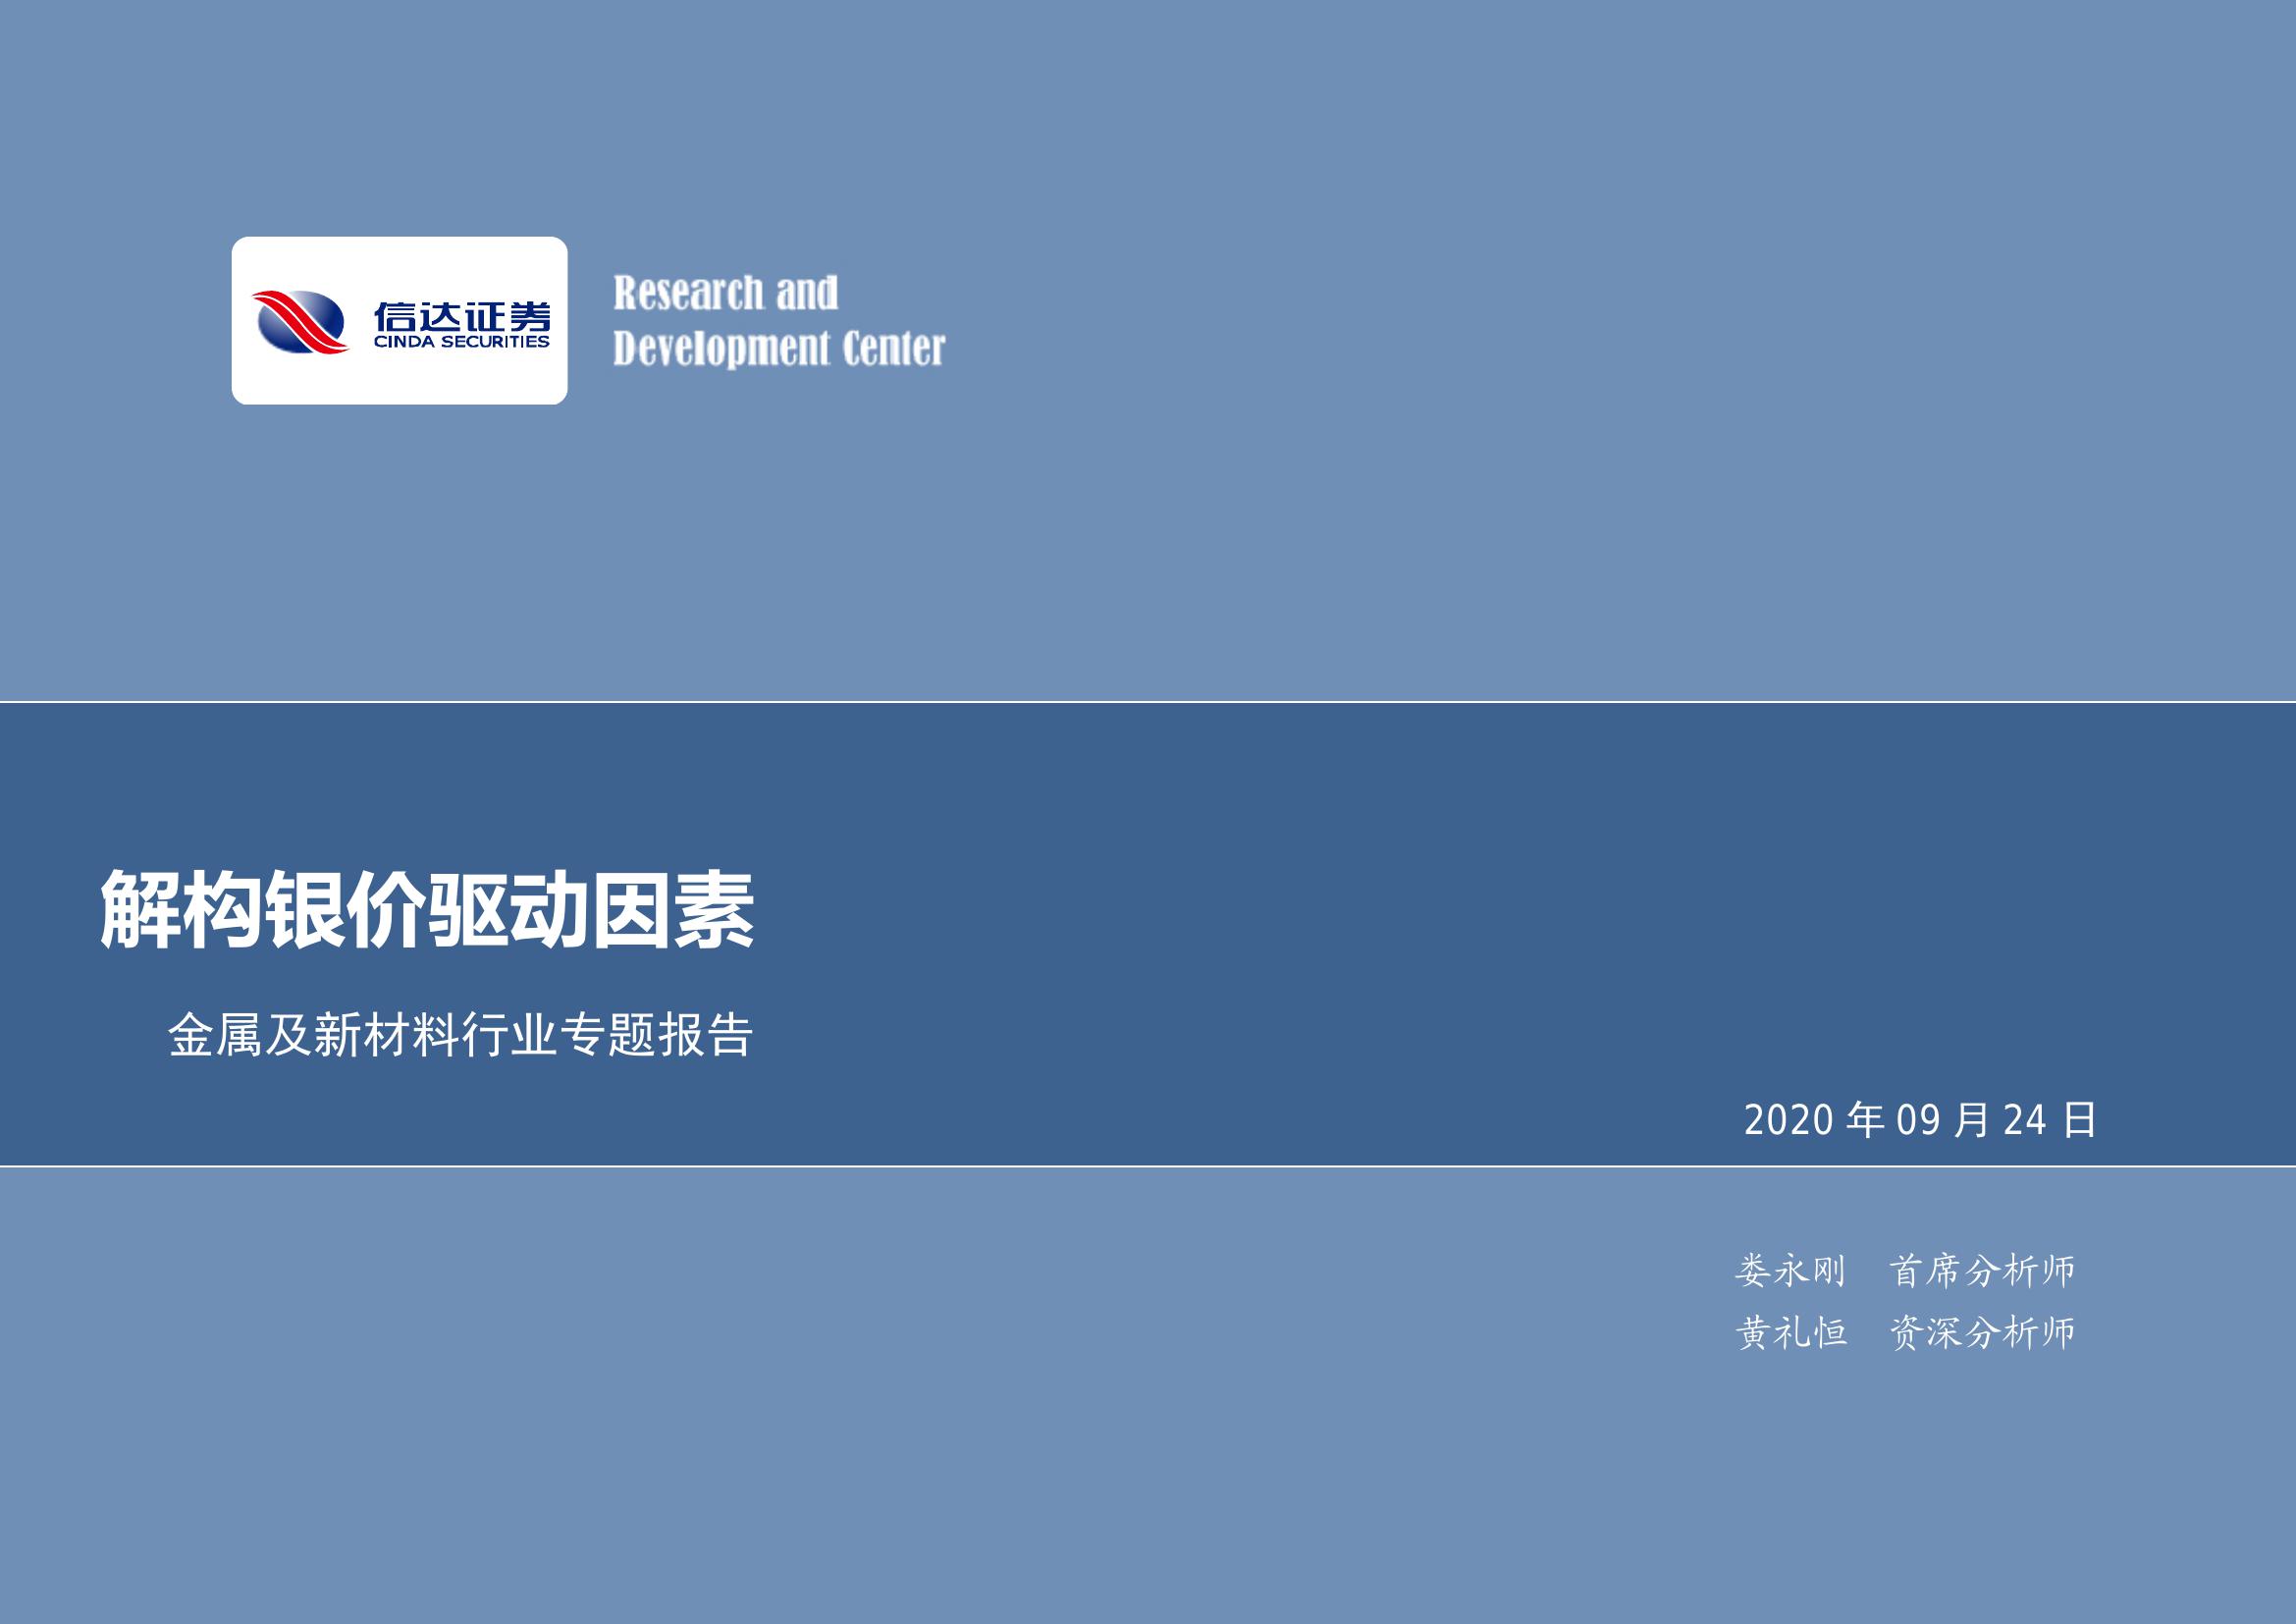 信达证券
CINDA SECURITIES
Research and
Development Center
解构银价驱动因素
金属及新材料行业专题报告
2020 年 09 月 24 日
娄永刚 首席分析师
黄礼恒 资深分析师